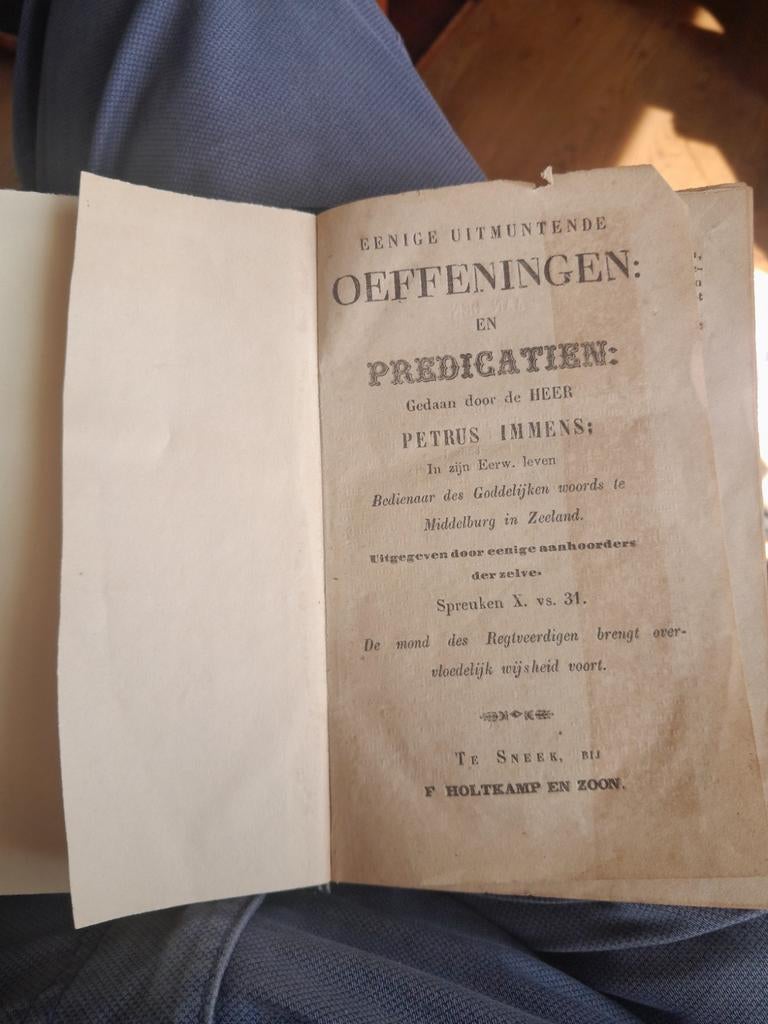 EENIGE UITMUNTENDE
OEFFENINGEN:
EN
PREDICATIEN:
Gedaan door de HEER
PETRUS IMMENS;
In zijn Eerw. leven
Bedienaar des Goddelijken woords te
Middelburg in Zeeland.
Uitgegeven door eenige aanhoorders
der zelve.
Spreuken X. vs. 31.
De mond des Regtveerdigen brengt over-
vloedelijk wijsheid voort.
TE SNEEK, BIJ
F HOLTKAMP EN ZOON.